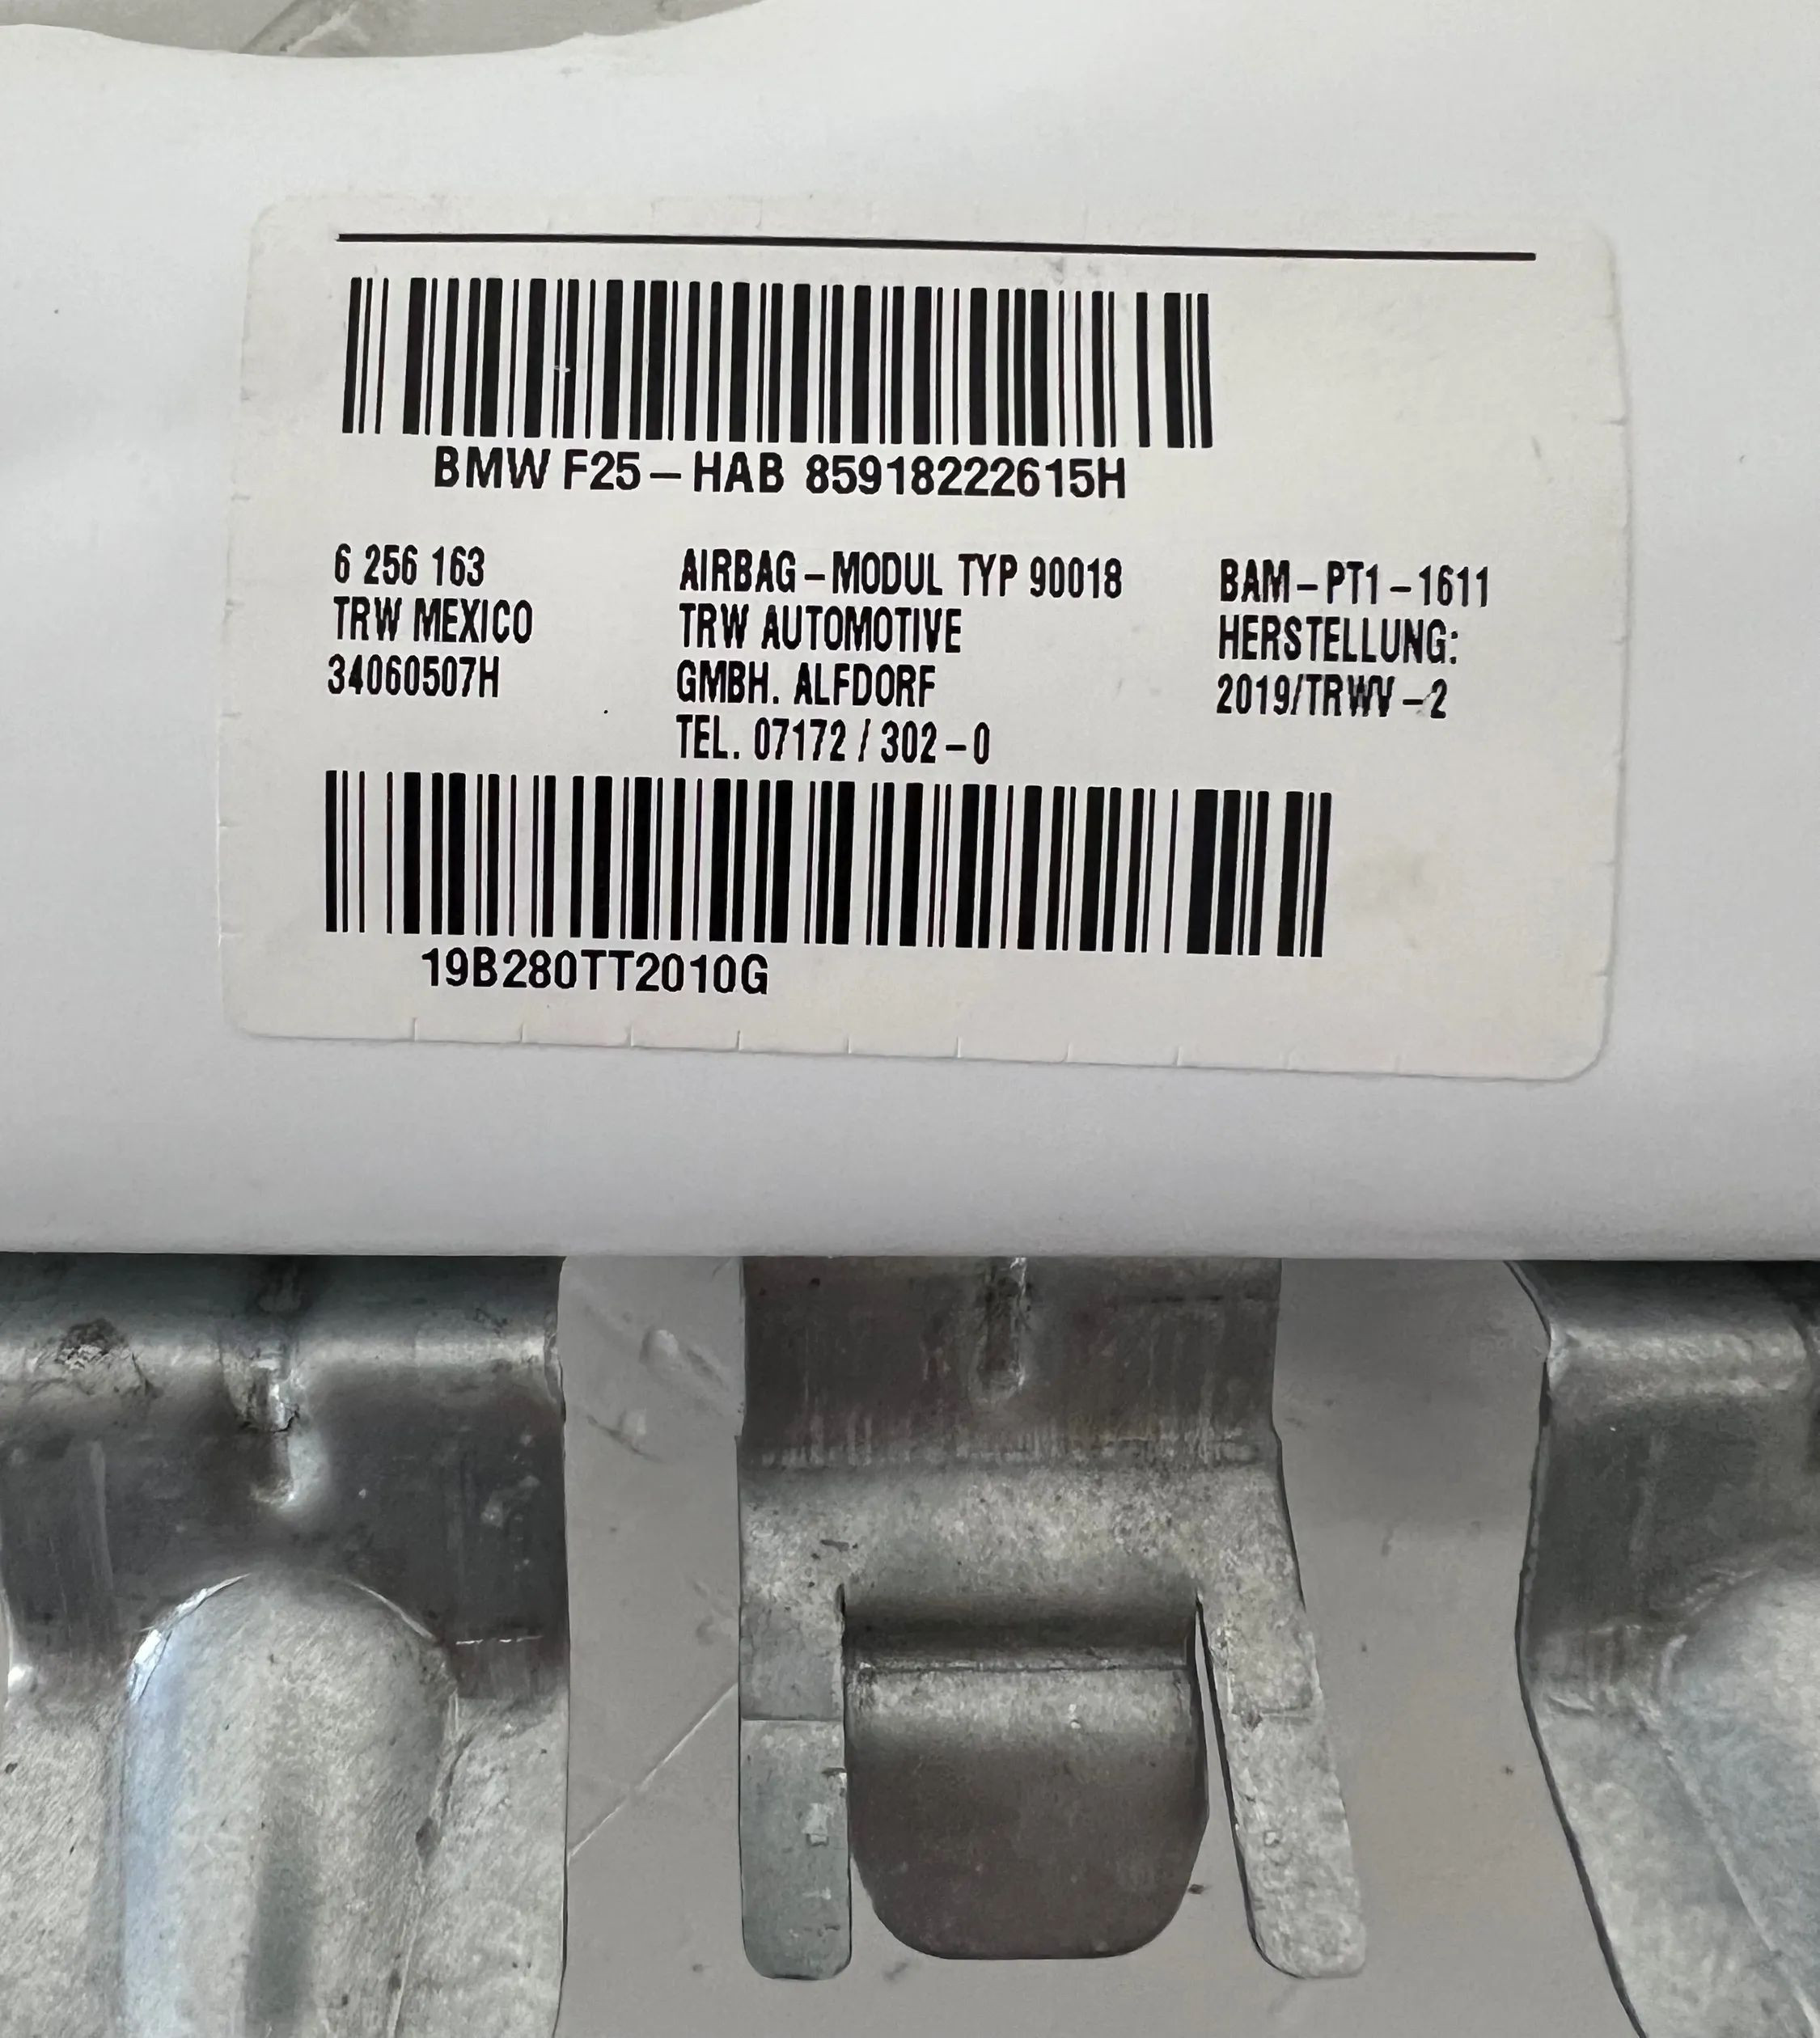 BMW F25-HAB 85918222615H
6 256 163
TRW MEXICO
34060507H
AIRBAG-MODUL TYP 90018
TRW AUTOMOTIVE
GMBH. ALFDORF
TEL. 07172 / 302-0
BAM-PT1-1611
HERSTELLUNG:
2019/TRWV-2
19B280TT2010G